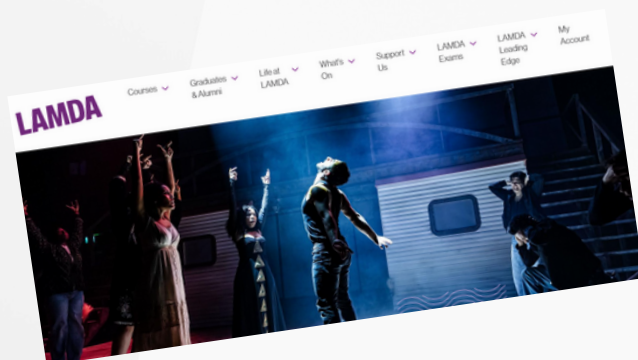 LAMDA
Courses
Graduates
& Alumni
Life at
LAMDA
What's
On
Support
Us
LAMDA
Exams
LAMDA
Leading
Edge
My
Account